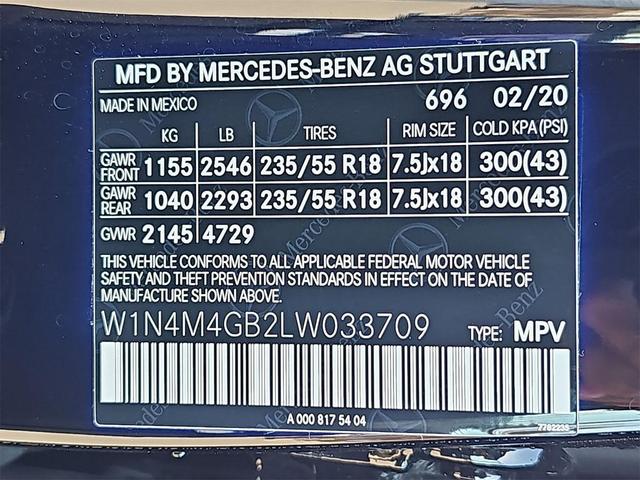 MFD BY MERCEDES-BENZ AG STUTTGART
MADE IN MEXICO 696 02/20
KG LB TIRES RIM SIZE COLD KPA(PSI)
GAWR FRONT 1155 2546 235/55 R18 7.5Jx18 300(43)
GAWR REAR 1040 2293 235/55 R18 7.5Jx18 300(43)
GVWR 2145 4729
THIS VEHICLE CONFORMS TO ALL APPLICABLE FEDERAL MOTOR VEHICLE
SAFETY AND THEFT PREVENTION STANDARDS IN EFFECT ON THE DATE
OF MANUFACTURE SHOWN ABOVE.
W1N4M4GB2LW033709 TYPE: MPV
A 000 817 54 04
7782235